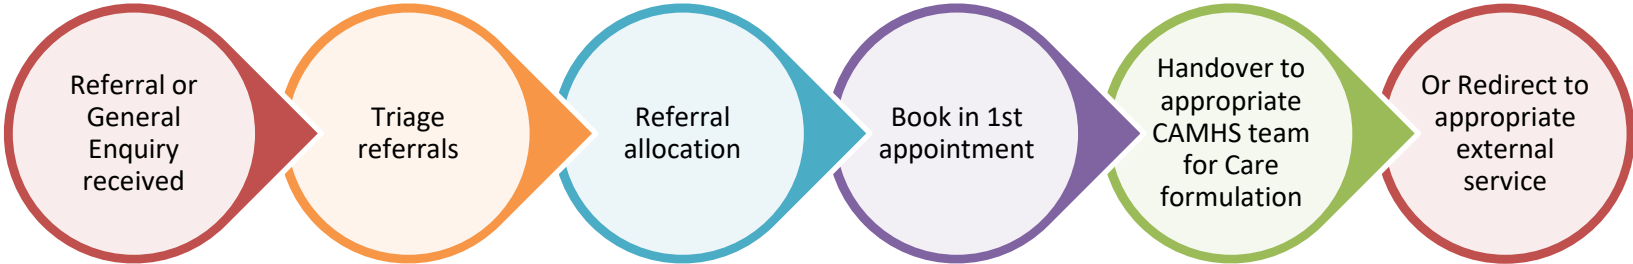 Referral or
General
Enquiry
received
Triage
referrals
Referral
allocation
Book in 1st
appointment
Handover to
appropriate
CAMHS team
for Care
formulation
Or Redirect to
appropriate
external
service